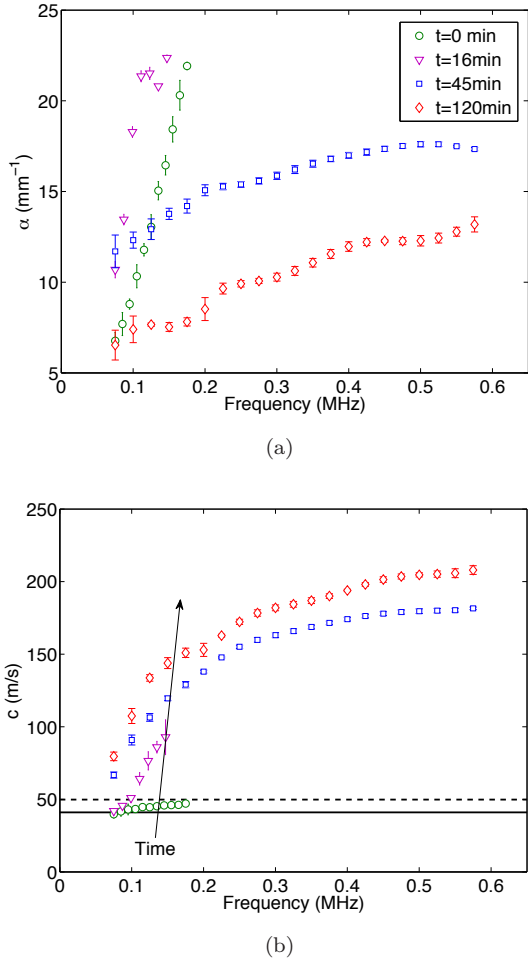 25
20
15
10
5
α (mm⁻¹)
t=0 min
t=16min
t=45min
t=120min
0 0.1 0.2 0.3 0.4 0.5 0.6
Frequency (MHz)
(a)
250
200
150
100
50
0
c (m/s)
Time
0 0.1 0.2 0.3 0.4 0.5 0.6
Frequency (MHz)
(b)